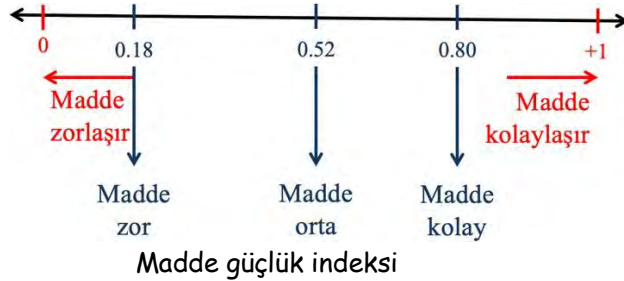 0 0.18 0.52 0.80 +1
Madde
zorlaşır
Madde
kolaylaşır
Madde
zor
Madde
orta
Madde
kolay
Madde güçlük indeksi